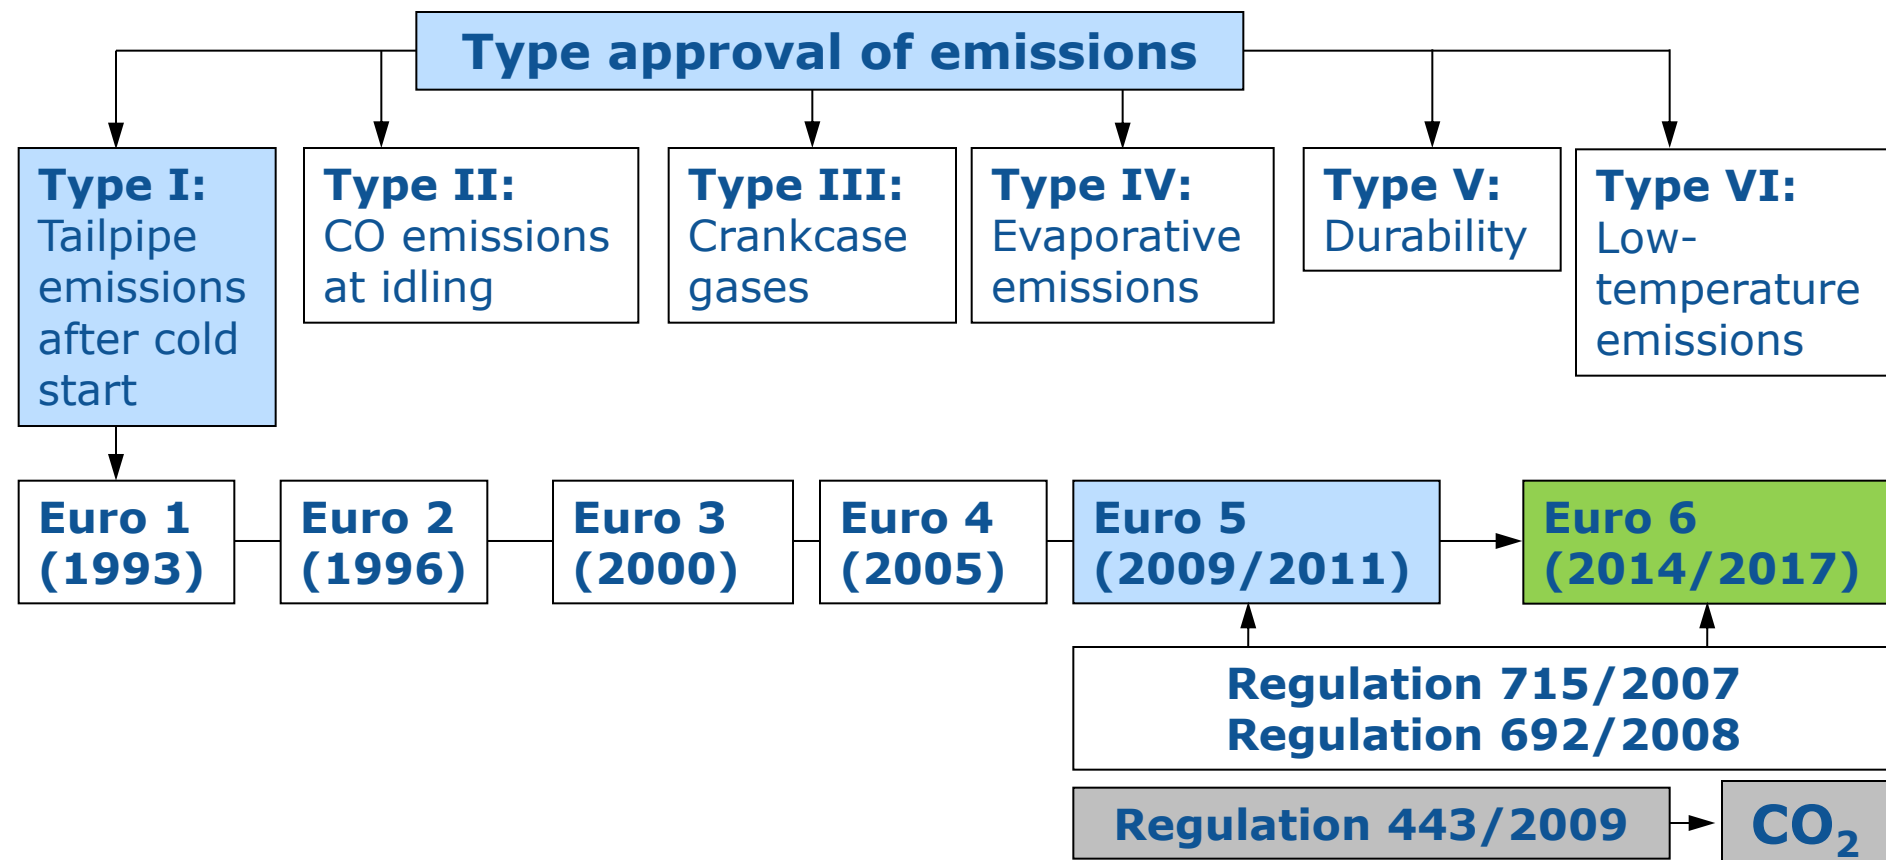 Type approval of emissions
Type I:
Tailpipe
emissions
after cold
start
Type II:
CO emissions
at idling
Type III:
Crankcase
gases
Type IV:
Evaporative
emissions
Type V:
Durability
Type VI:
Low-
temperature
emissions
Euro 1
(1993)
Euro 2
(1996)
Euro 3
(2000)
Euro 4
(2005)
Euro 5
(2009/2011)
Euro 6
(2014/2017)
Regulation 715/2007
Regulation 692/2008
Regulation 443/2009
CO₂